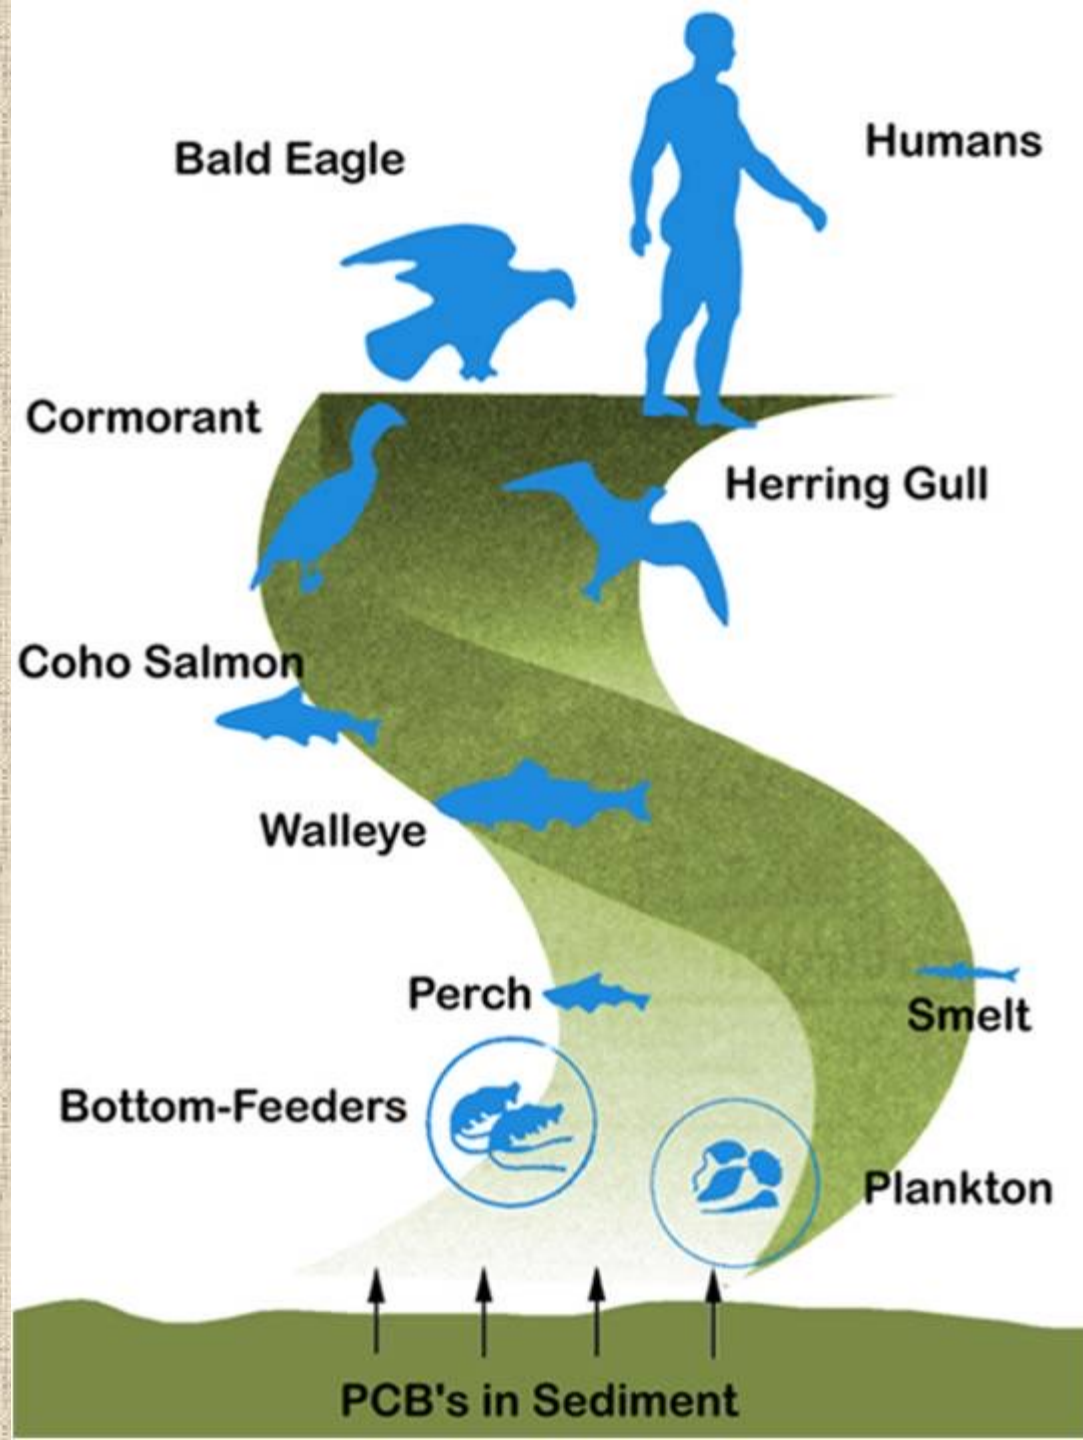 Bald Eagle
Humans
Cormorant
Herring Gull
Coho Salmon
Walleye
Perch
Smelt
Bottom-Feeders
Plankton
PCB's in Sediment